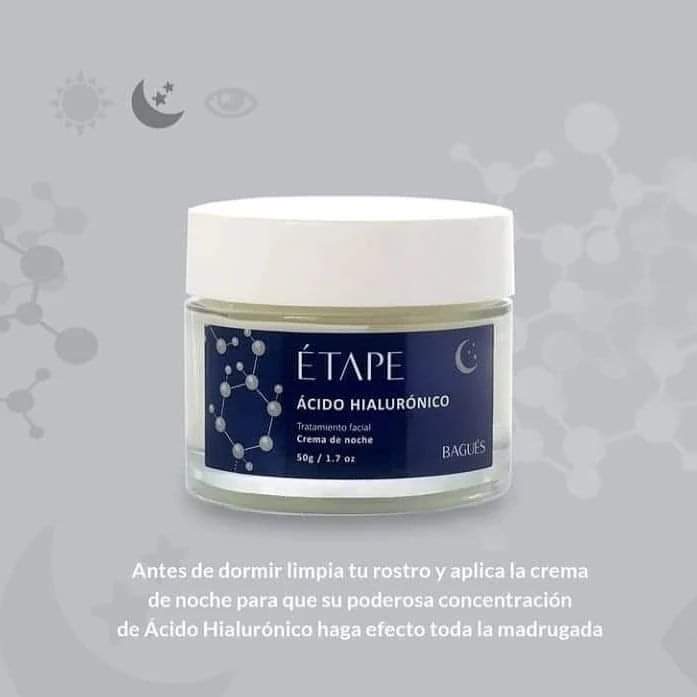 ÉTAPE
ÁCIDO HIALURÓNICO
Tratamiento facial
Crema de noche
50g / 1.7 oz
BAGUÉS
Antes de dormir limpia tu rostro y aplica la crema
de noche para que su poderosa concentración
de Ácido Hialurónico haga efecto toda la madrugada